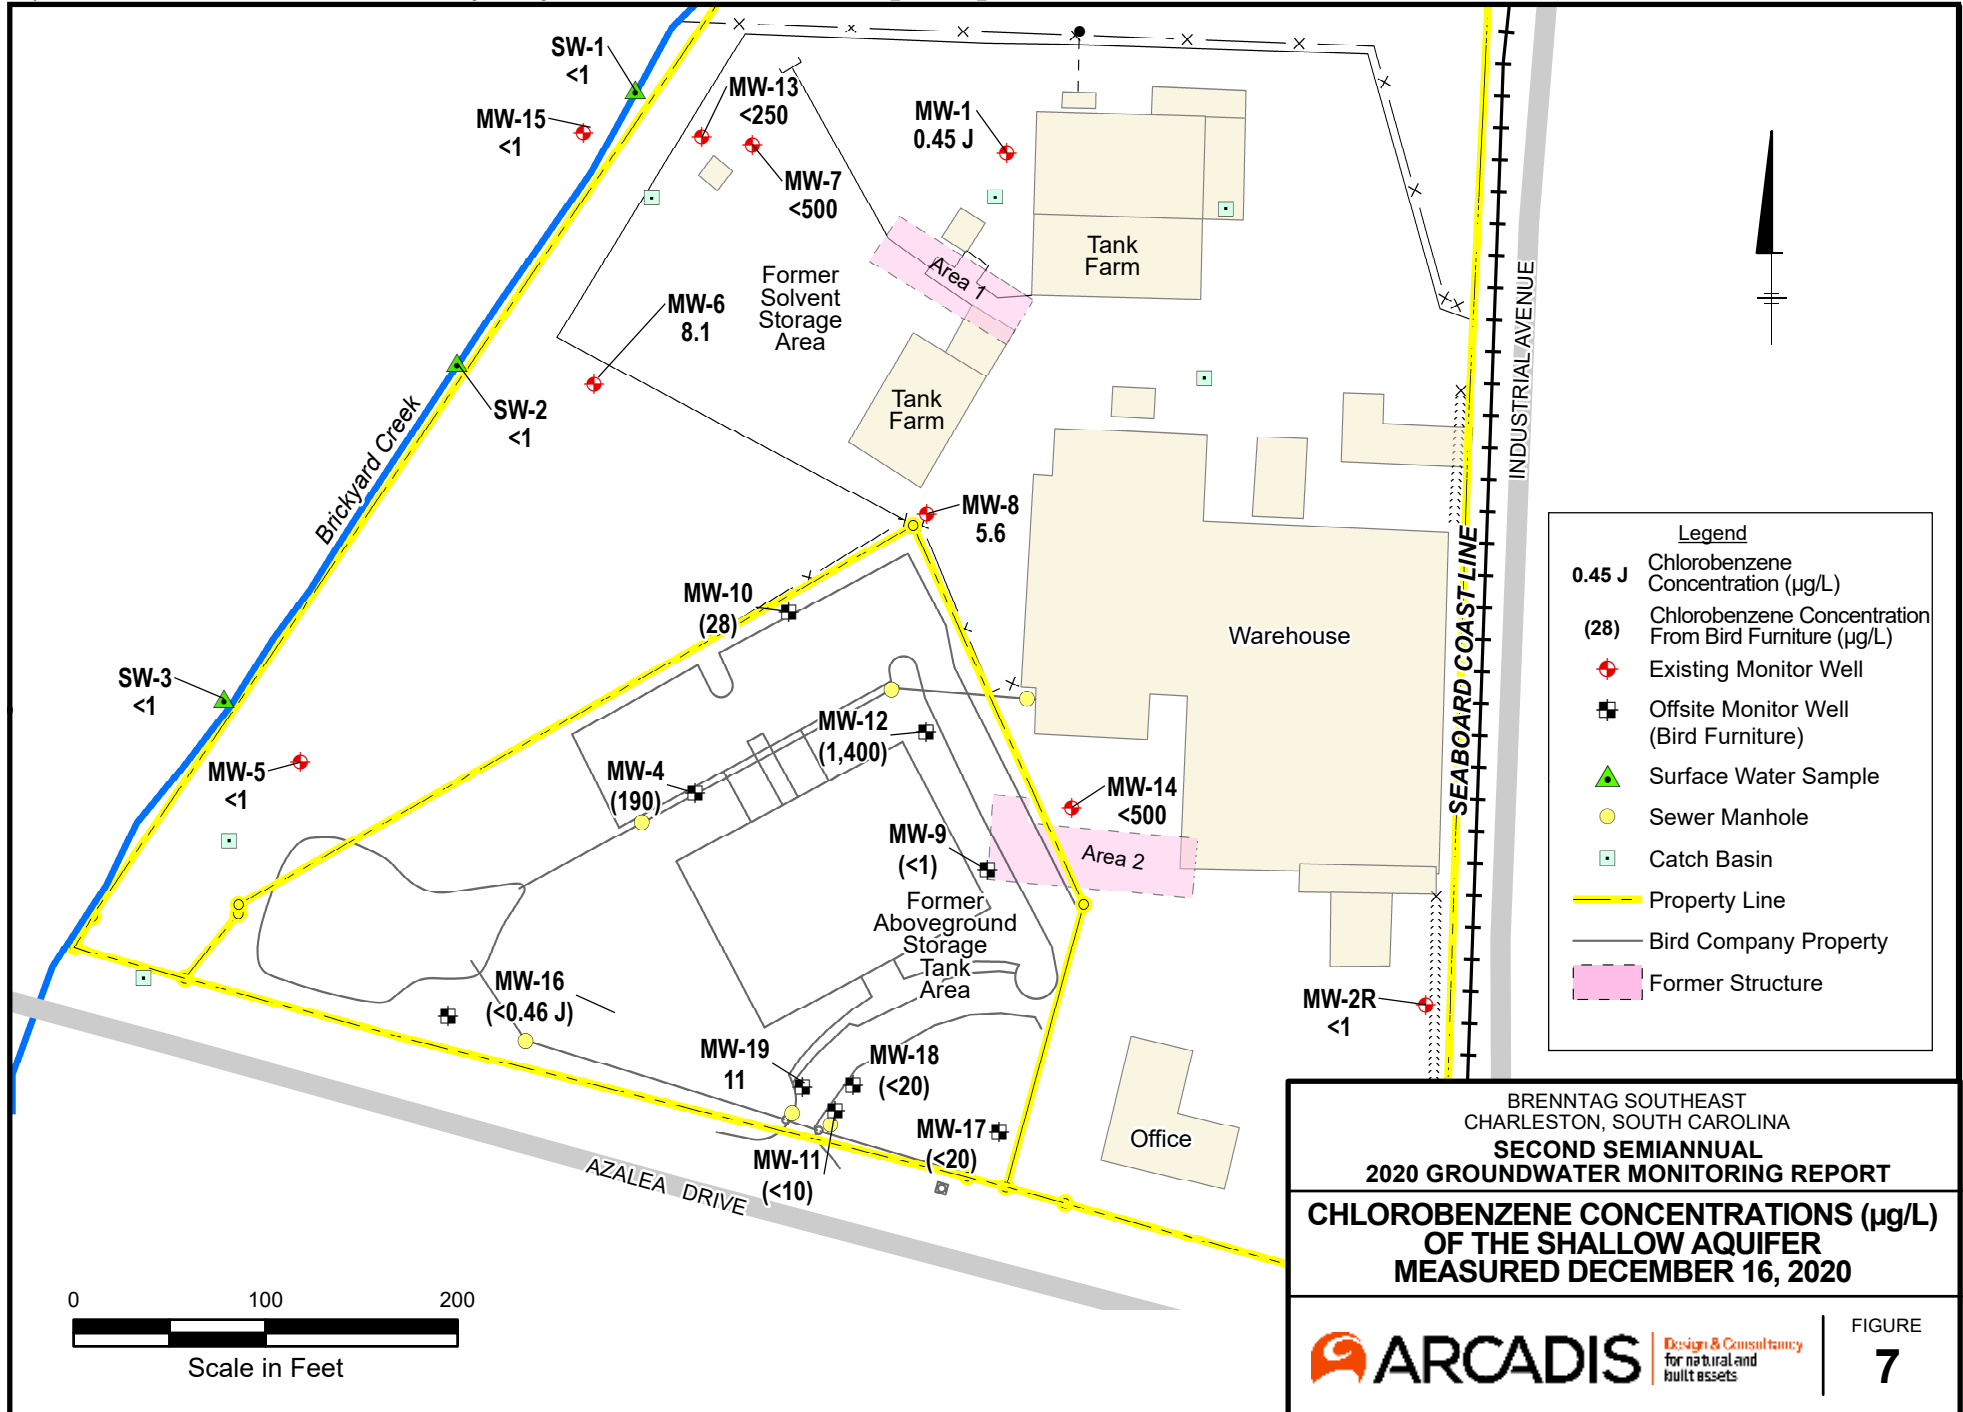 SW-1
<1
MW-15
<1
MW-13
<250
MW-7
<500
MW-1
0.45 J
Tank
Farm
Area 1
Former
Solvent
Storage
Area
MW-6
8.1
Tank
Farm
SW-2
<1
Brickyard Creek
MW-8
5.6
MW-10
(28)
Warehouse
SEABOARD COAST LINE
INDUSTRIAL AVENUE
SW-3
<1
MW-5
<1
MW-12
(1,400)
MW-4
(190)
MW-14
<500
MW-9
(<1)
Area 2
Former
Aboveground
Storage
Tank
Area
MW-16
(<0.46 J)
MW-2R
<1
MW-19
11
MW-18
(<20)
MW-17
(<20)
MW-11
(<10)
Office
AZALEA DRIVE
0 100 200
Scale in Feet
Legend
0.45 J Chlorobenzene
Concentration (µg/L)
(28) Chlorobenzene Concentration
From Bird Furniture (µg/L)
Existing Monitor Well
Offsite Monitor Well
(Bird Furniture)
Surface Water Sample
Sewer Manhole
Catch Basin
Property Line
Bird Company Property
Former Structure
BRENNTAG SOUTHEAST
CHARLESTON, SOUTH CAROLINA
SECOND SEMIANNUAL
2020 GROUNDWATER MONITORING REPORT
CHLOROBENZENE CONCENTRATIONS (µg/L)
OF THE SHALLOW AQUIFER
MEASURED DECEMBER 16, 2020
ARCADIS
Design & Consultancy
for natural and
built assets
FIGURE
7